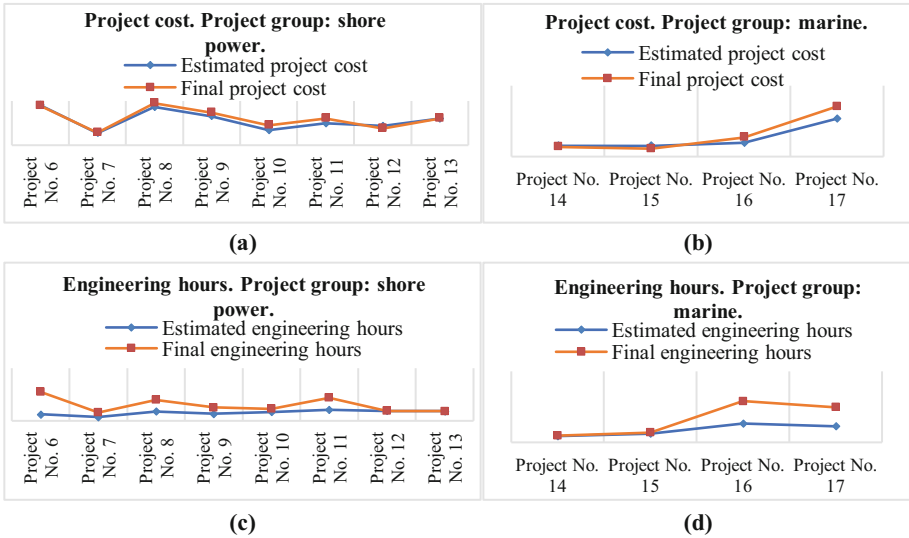 Project cost. Project group: shore
power.
Estimated project cost
Final project cost
Project
No. 6
Project
No. 7
Project
No. 8
Project
No. 9
Project
No. 10
Project
No. 11
Project
No. 12
Project
No. 13
(a)
Project cost. Project group: marine.
Estimated project cost
Final project cost
Project No.
14
Project No.
15
Project No.
16
Project No.
17
(b)
Engineering hours. Project group: shore
power.
Estimated engineering hours
Final engineering hours
Project
No. 6
Project
No. 7
Project
No. 8
Project
No. 9
Project
No. 10
Project
No. 11
Project
No. 12
Project
No. 13
(c)
Engineering hours. Project group:
marine.
Estimated engineering hours
Final engineering hours
Project No.
14
Project No.
15
Project No.
16
Project No.
17
(d)